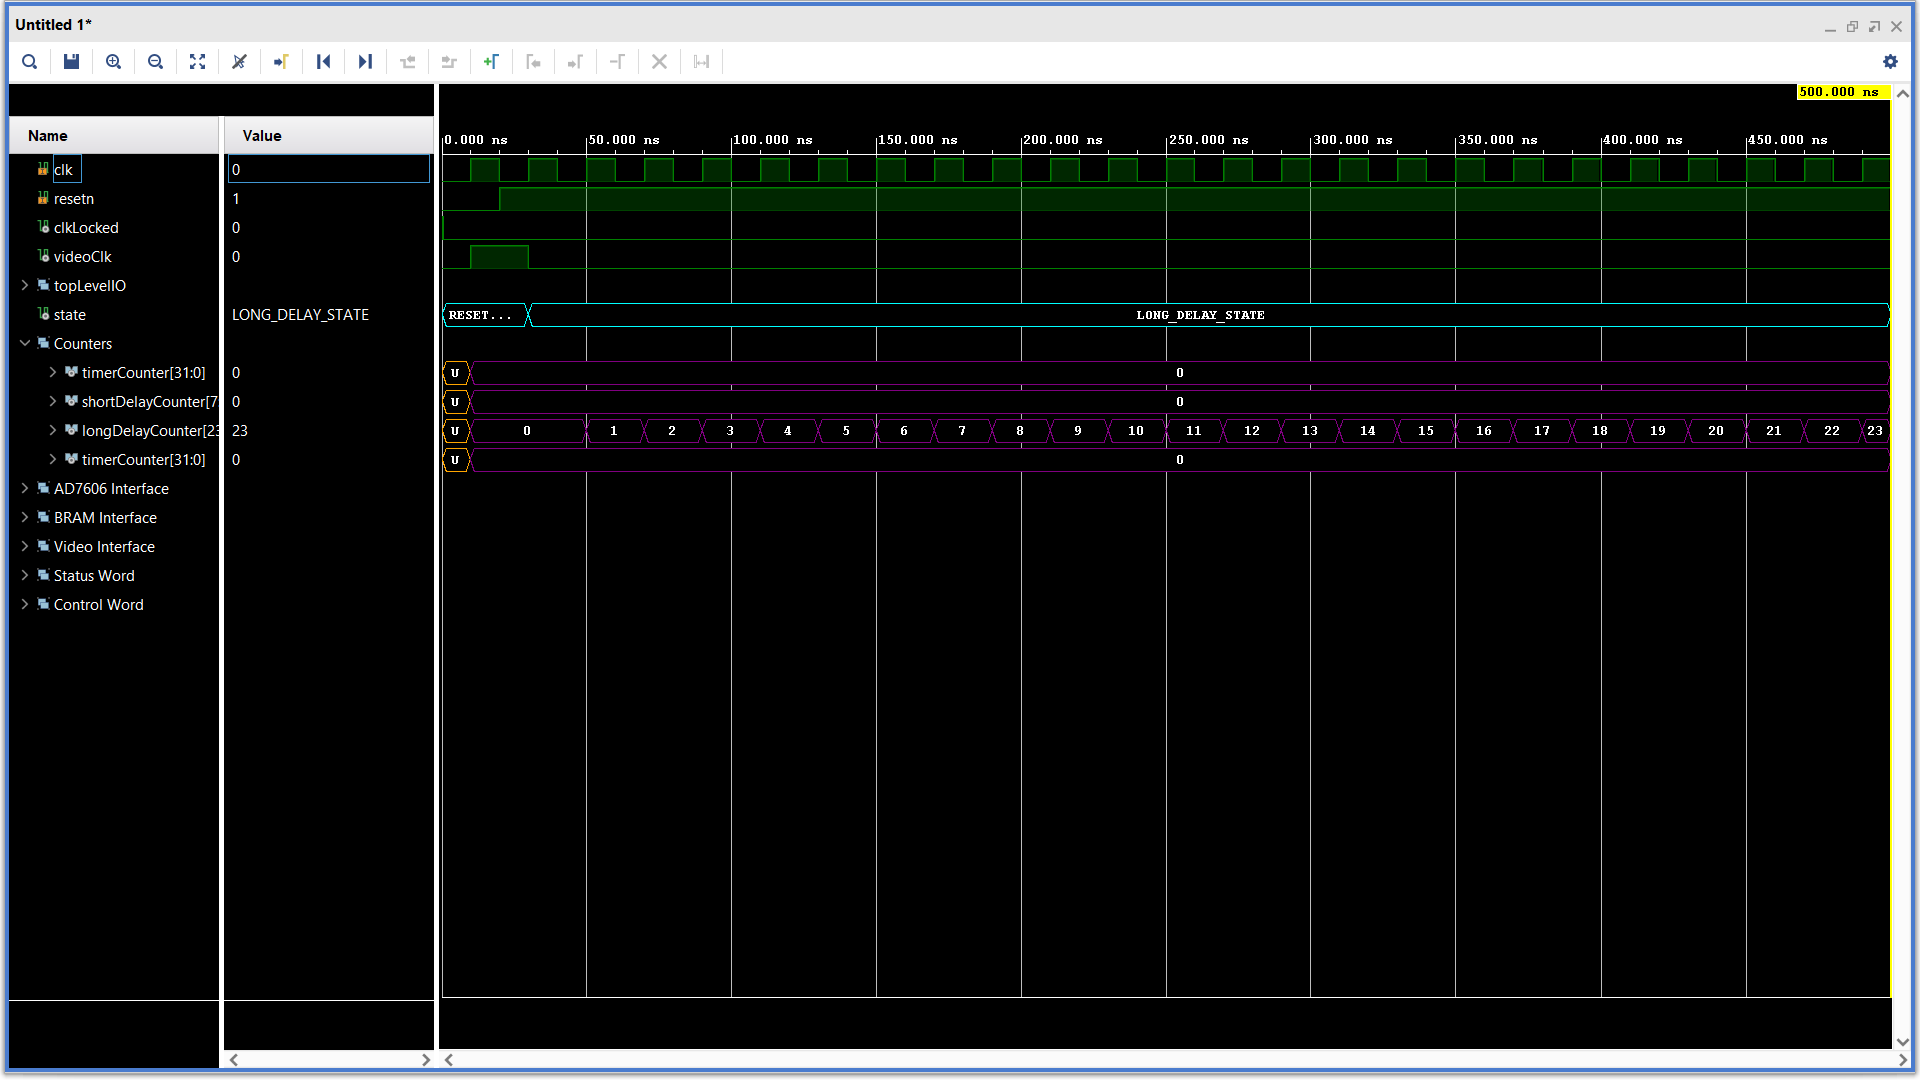 Untitled 1*
500.000 ns
Name Value
0.000 ns 50.000 ns 100.000 ns 150.000 ns 200.000 ns 250.000 ns 300.000 ns 350.000 ns 400.000 ns 450.000 ns
clk 0
resetn 1
clkLocked 0
videoClk 0
topLevelIO
state LONG_DELAY_STATE RESET... LONG_DELAY_STATE
Counters
timerCounter[31:0] 0 U 0
shortDelayCounter[7: 0 U 0
longDelayCounter[23 23 U 0 1 2 3 4 5 6 7 8 9 10 11 12 13 14 15 16 17 18 19 20 21 22 23
timerCounter[31:0] 0 U 0
AD7606 Interface
BRAM Interface
Video Interface
Status Word
Control Word